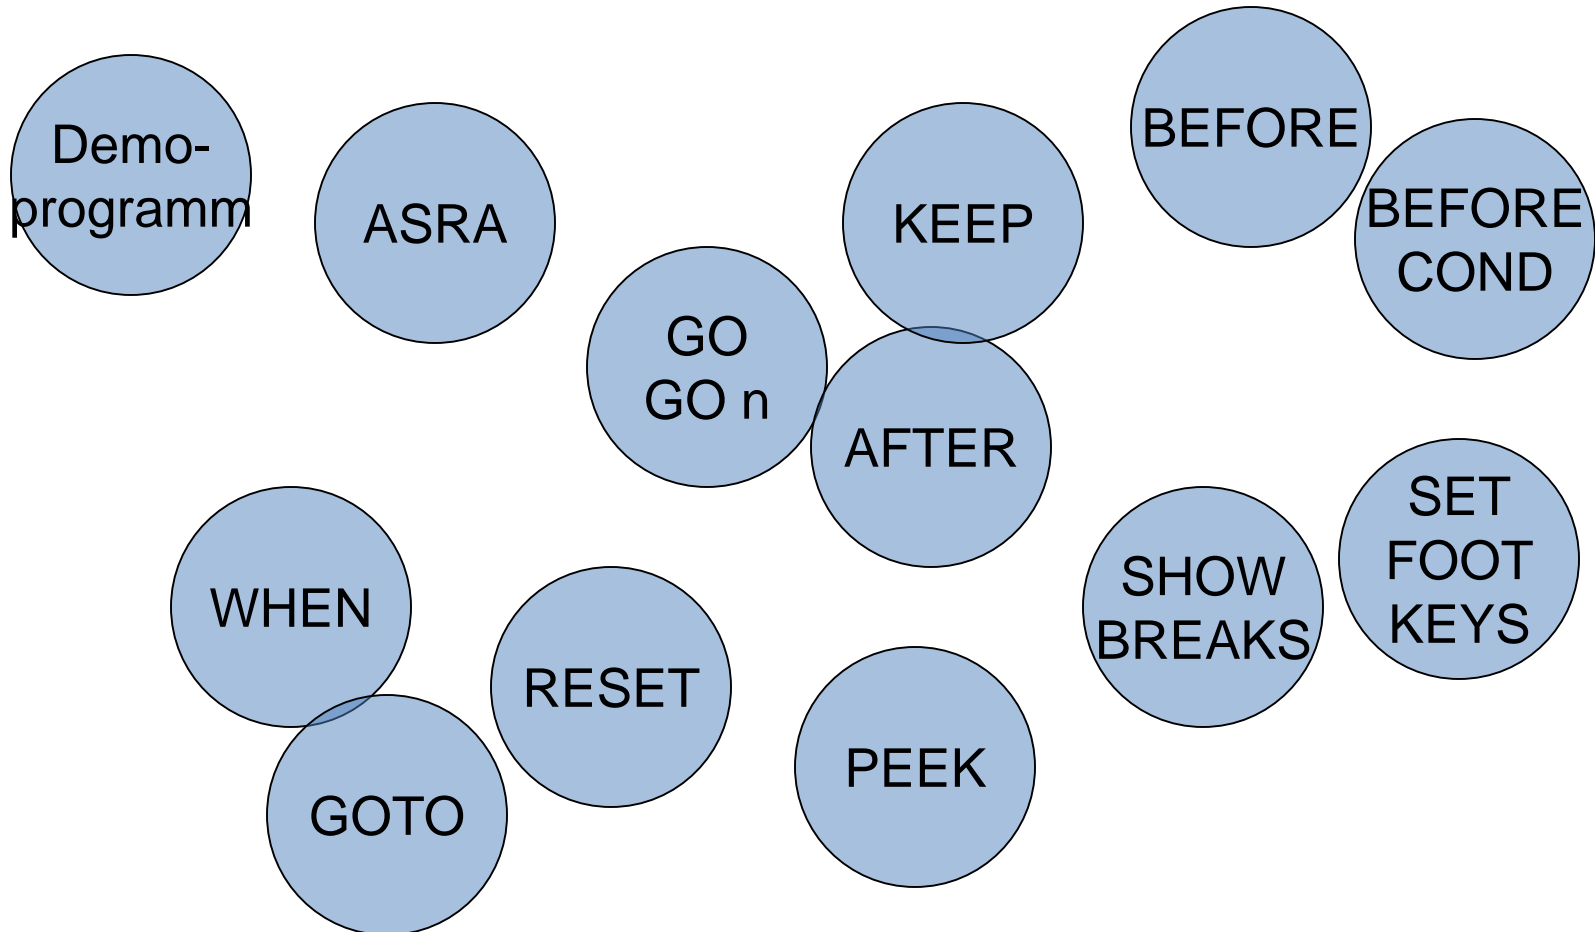 Demo-
programm
ASRA
GO
GO n
KEEP
AFTER
BEFORE
BEFORE
COND
WHEN
GOTO
RESET
PEEK
SHOW
BREAKS
SET
FOOT
KEYS